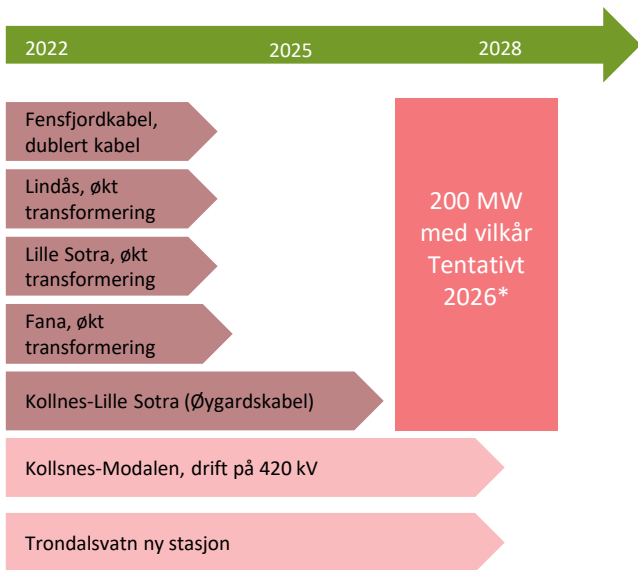 2022 2025 2028
Fensfjordkabel,
dublert kabel
Lindås, økt
transformering
Lille Sotra, økt
transformering
Fana, økt
transformering
Kollnes-Lille Sotra (Øygardskabel)
200 MW
med vilkår
Tentativt
2026*
Kollsnes-Modalen, drift på 420 kV
Trondalsvatn ny stasjon